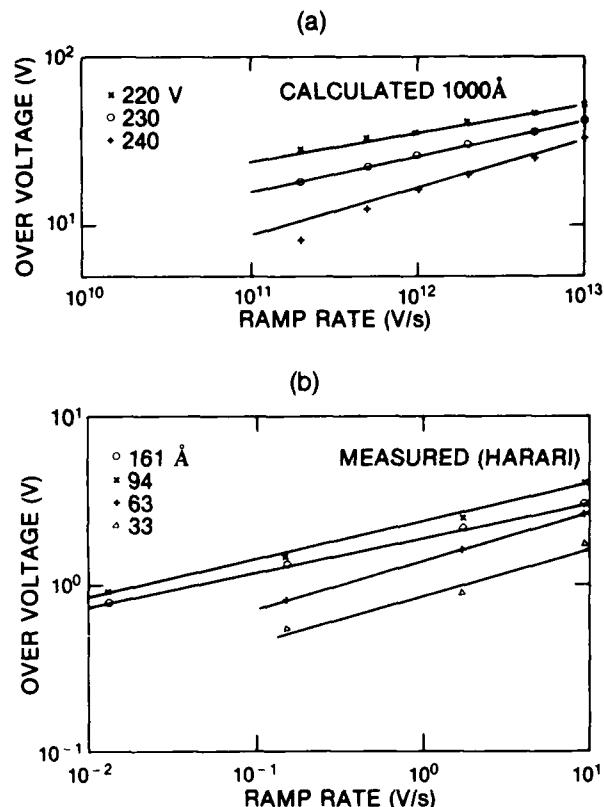 (a)
10²
× 220 V
○ 230
+ 240
CALCULATED 1000Å
10¹
OVER VOLTAGE (V)
10¹⁰ 10¹¹ 10¹² 10¹³
RAMP RATE (V/s)
(b)
10¹
○ 161 Å
× 94
+ 63
△ 33
MEASURED (HARARI)
10⁰
OVER VOLTAGE (V)
10⁻¹
10⁻² 10⁻¹ 10⁰ 10¹
RAMP RATE (V/s)